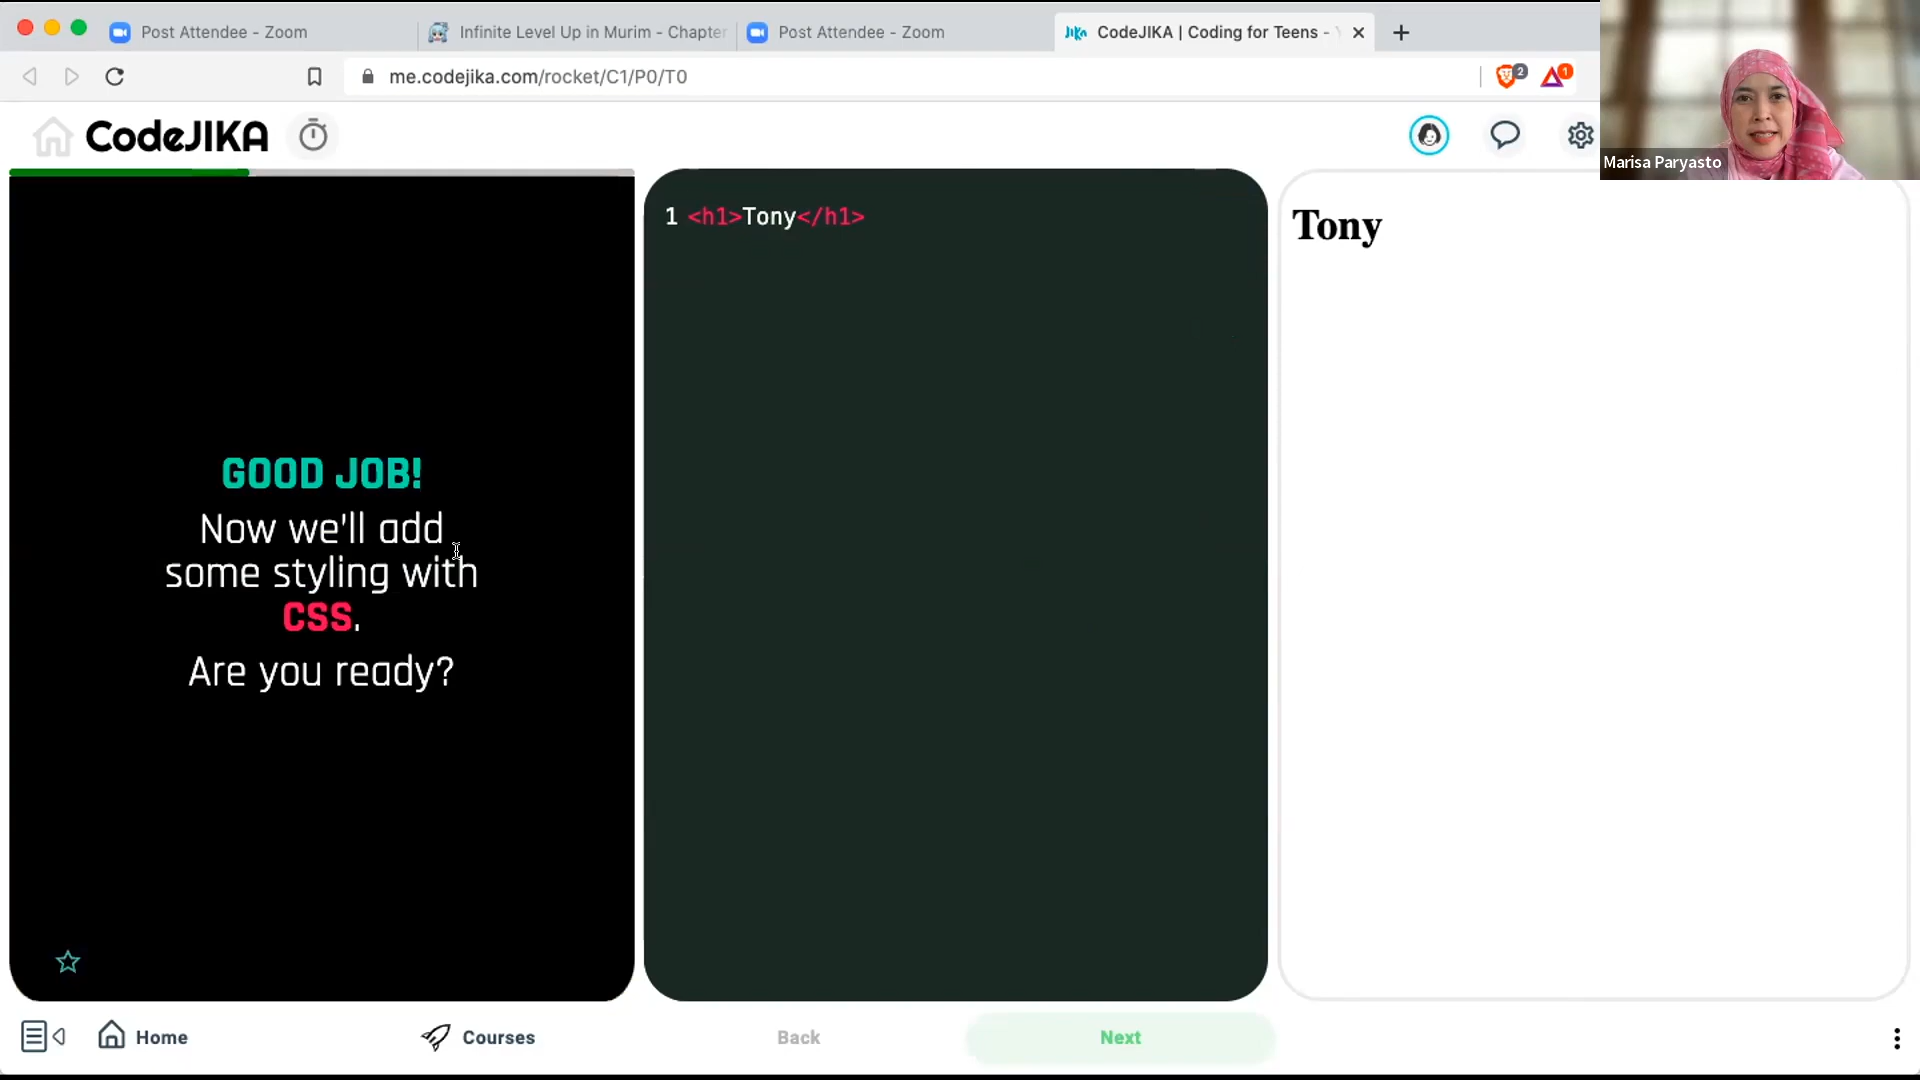 Post Attendee - Zoom
Infinite Level Up in Murim - Chapter
Post Attendee - Zoom
CodeJIKA | Coding for Teens -
me.codejika.com/rocket/C1/P0/T0
2
1
CodeJIKA
Marisa Paryasto
1 <h1>Tony</h1>
Tony
GOOD JOB!
Now we'll add
some styling with
CSS.
Are you ready?
Home
Courses
Back
Next